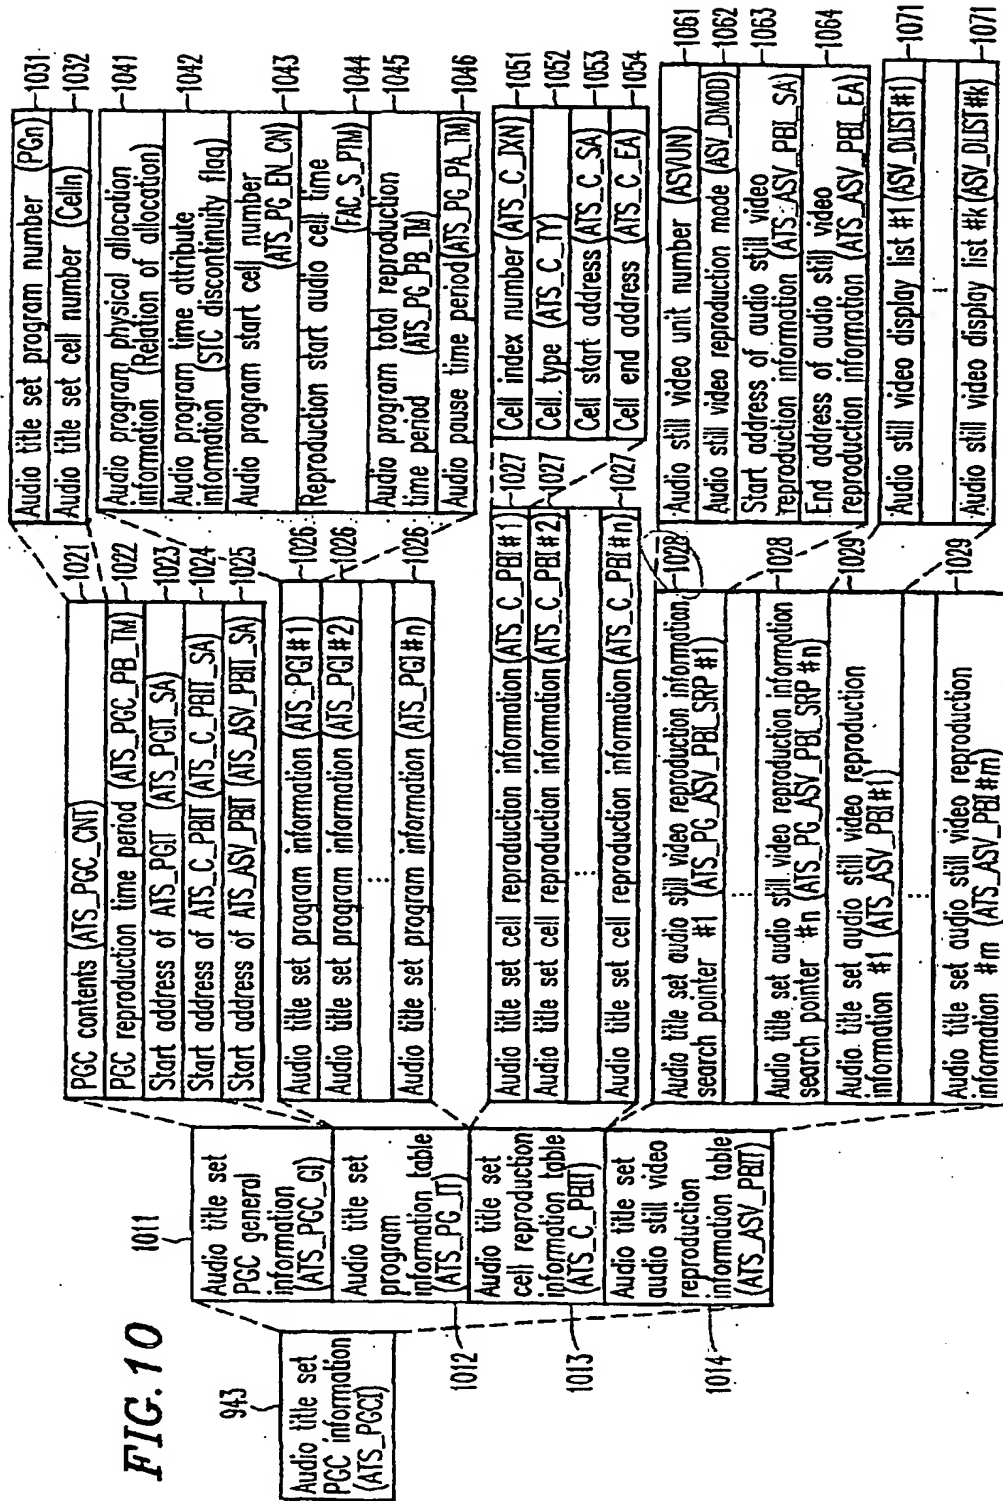 FIG. 10
943
Audio title set
PGC information
(ATS_PGCI)
1011
Audio title set
PGC general
information
(ATS_PGC_GI)
Audio title set
program
information table
(ATS_PG_IT)
1012
Audio title set
cell reproduction
information table
(ATS_C_PBIT)
1013
Audio title set
audio still video
reproduction
information table
(ATS_ASV_PBIT)
1014
PGC contents (ATS_PGC_CNT)
1021
PGC reproduction time period (ATS_PGC_PB_TM)
1022
Start address of ATS_PGIT (ATS_PGIT_SA)
1023
Start address of ATS_C_PBIT (ATS_C_PBIT_SA)
1024
Start address of ATS_ASV_PBIT (ATS_ASV_PBIT_SA)
1025
Audio title set program information (ATS_PGI#1)
1026
Audio title set program information (ATS_PGI#2)
1026
Audio title set program information (ATS_PGI#n)
1026
Audio title set cell reproduction information (ATS_C_PBI#1)
1027
Audio title set cell reproduction information (ATS_C_PBI#2)
1027
Audio title set cell reproduction information (ATS_C_PBI#n)
1027
Audio title set audio still video reproduction information
search pointer #1 (ATS_PG_ASV_PBI_SRP #1)
1028
Audio title set audio still video reproduction information
search pointer #n (ATS_PG_ASV_PBI_SRP #n)
1028
Audio title set audio still video reproduction
information #1 (ATS_ASV_PBI#1)
1029
Audio title set audio still video reproduction
information #m (ATS_ASV_PBI#m)
1029
Audio title set program number (PGn)
1031
Audio title set cell number (Celln)
1032
Audio program physical allocation
information (Relation of allocation)
1041
Audio program time attribute
information (STC discontinuity flag)
1042
Audio program start cell number
(ATS_PG_EN_CN)
1043
Reproduction start audio cell time
(FAC_S_PTM)
1044
Audio program total reproduction
time period (ATS_PG_PB_TM)
1045
Audio pause time period (ATS_PG_PA_TM)
1046
Cell index number (ATS_C_IXN)
1051
Cell type (ATS_C_TY)
1052
Cell start address (ATS_C_SA)
1053
Cell end address (ATS_C_EA)
1054
Audio still video unit number (ASVUN)
1061
Audio still video reproduction mode (ASV_DMOD)
1062
Start address of audio still video
reproduction information (ATS_ASV_PBI_SA)
1063
End address of audio still video
reproduction information (ATS_ASV_PBI_EA)
1064
Audio still video display list #1 (ASV_DLIST#1)
1071
Audio still video display list #k (ASV_DLIST#k)
1071